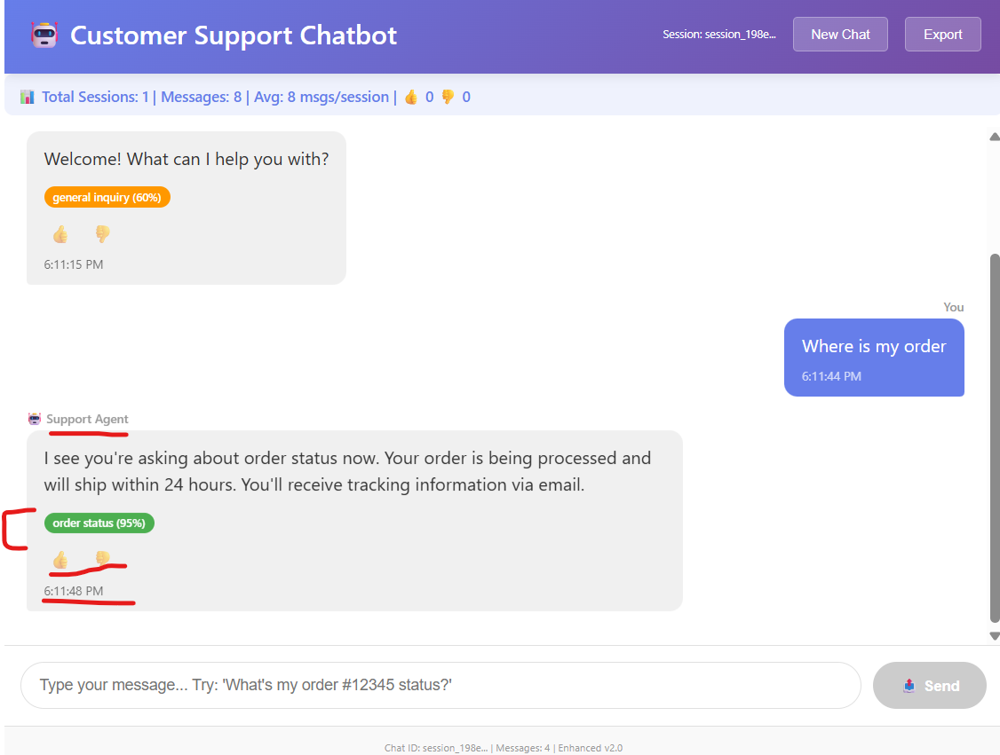 Customer Support Chatbot
Session: session_198e...
New Chat
Export
Total Sessions: 1 | Messages: 8 | Avg: 8 msgs/session | 👍 0 👎 0
Welcome! What can I help you with?
general inquiry (60%)
6:11:15 PM
You
Where is my order
6:11:44 PM
Support Agent
I see you're asking about order status now. Your order is being processed and
will ship within 24 hours. You'll receive tracking information via email.
order status (95%)
6:11:48 PM
Type your message... Try: 'What's my order #12345 status?'
Send
Chat ID: session_198e... | Messages: 4 | Enhanced v2.0